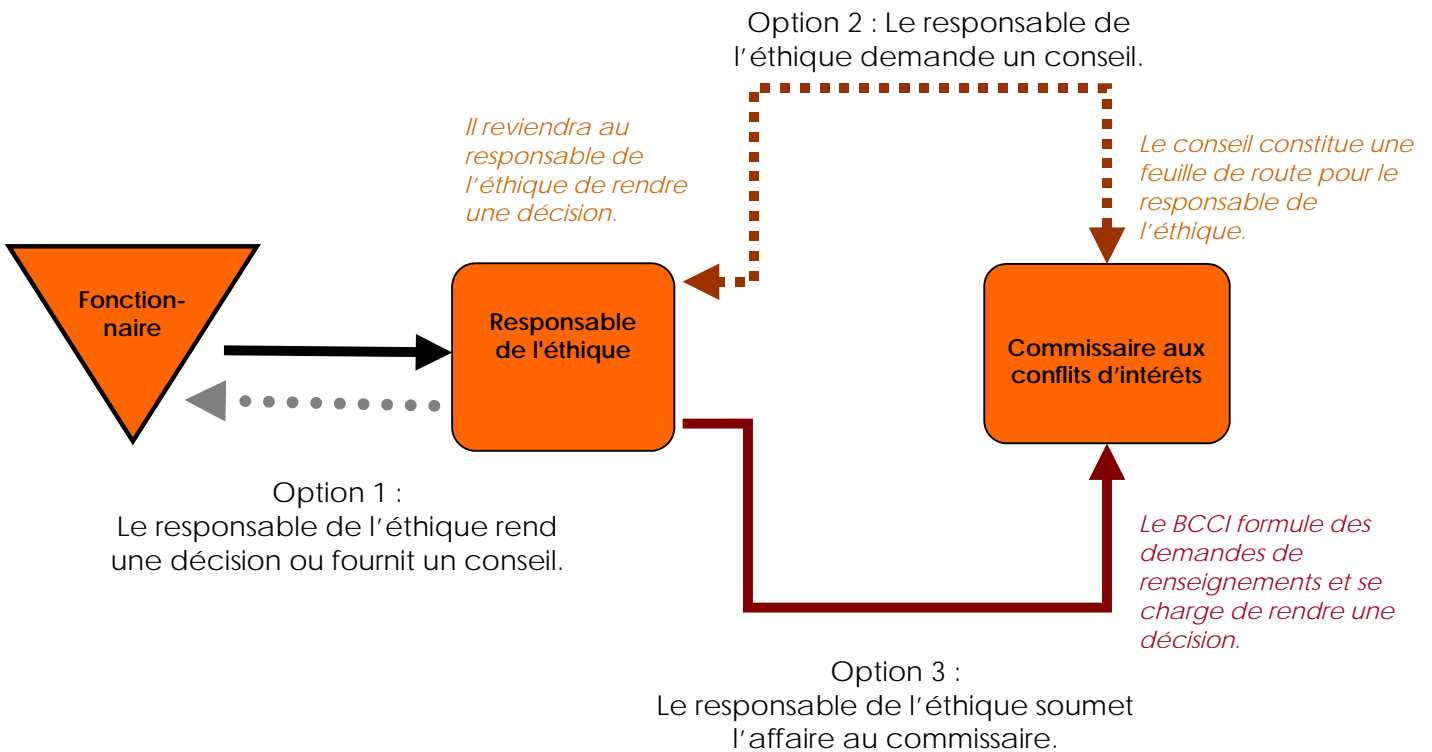 Option 2 : Le responsable de
l’éthique demande un conseil.
Il reviendra au
responsable de
l’éthique de rendre
une décision.
Le conseil constitue une
feuille de route pour le
responsable de
l’éthique.
Fonction-
naire
Responsable
de l'éthique
Commissaire aux
conflits d’intérêts
Option 1 :
Le responsable de l’éthique rend
une décision ou fournit un conseil.
Le BCCI formule des
demandes de
renseignements et se
charge de rendre une
décision.
Option 3 :
Le responsable de l’éthique soumet
l’affaire au commissaire.